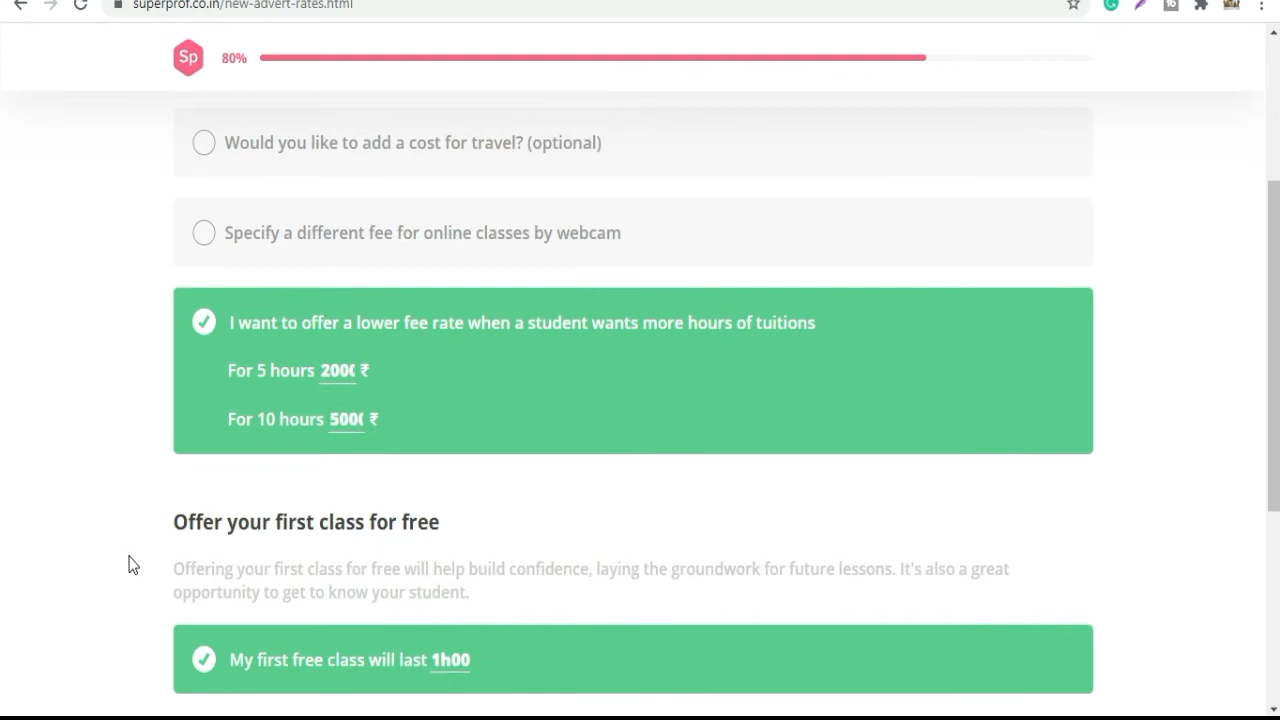 superprof.co.in/new-advert-rates.html
Sp 80%
Would you like to add a cost for travel? (optional)
Specify a different fee for online classes by webcam
I want to offer a lower fee rate when a student wants more hours of tuitions
For 5 hours 2000 ₹
For 10 hours 5000 ₹
Offer your first class for free
Offering your first class for free will help build confidence, laying the groundwork for future lessons. It's also a great
opportunity to get to know your student.
My first free class will last 1h00